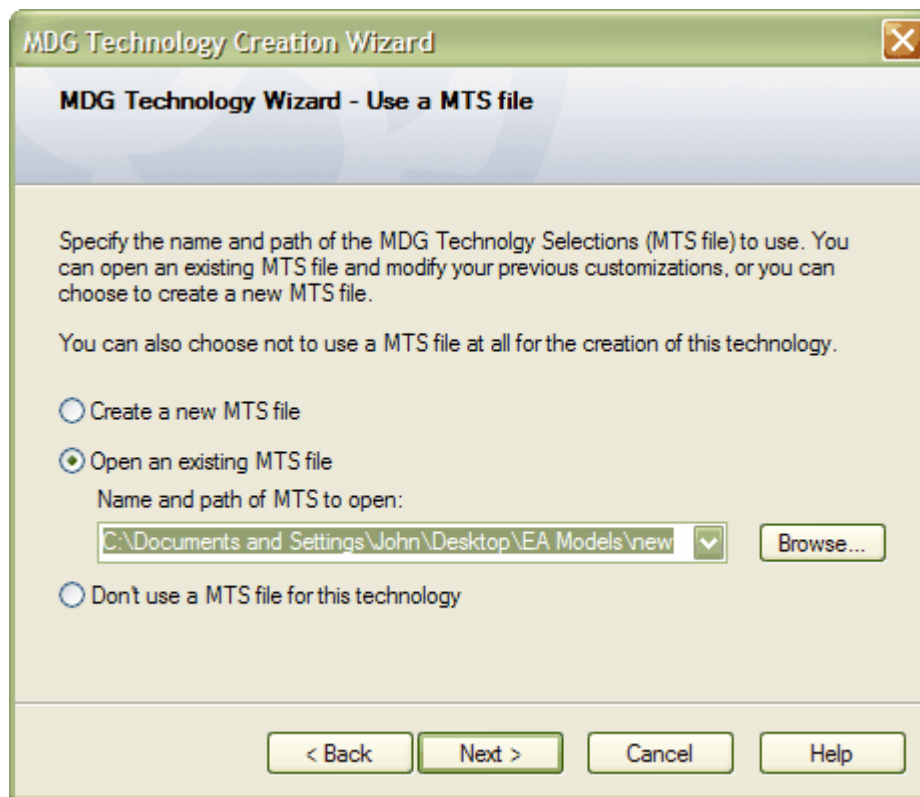 MDG Technology Creation Wizard
MDG Technology Wizard - Use a MTS file
Specify the name and path of the MDG Technolgy Selections (MTS file) to use. You
can open an existing MTS file and modify your previous customizations, or you can
choose to create a new MTS file.
You can also choose not to use a MTS file at all for the creation of this technology.
Create a new MTS file
Open an existing MTS file
Name and path of MTS to open:
C:\Documents and Settings\John\Desktop\EA Models\new
Browse...
Don't use a MTS file for this technology
< Back
Next >
Cancel
Help